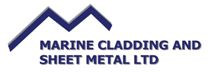 MARINE CLADDING AND
SHEET METAL LTD